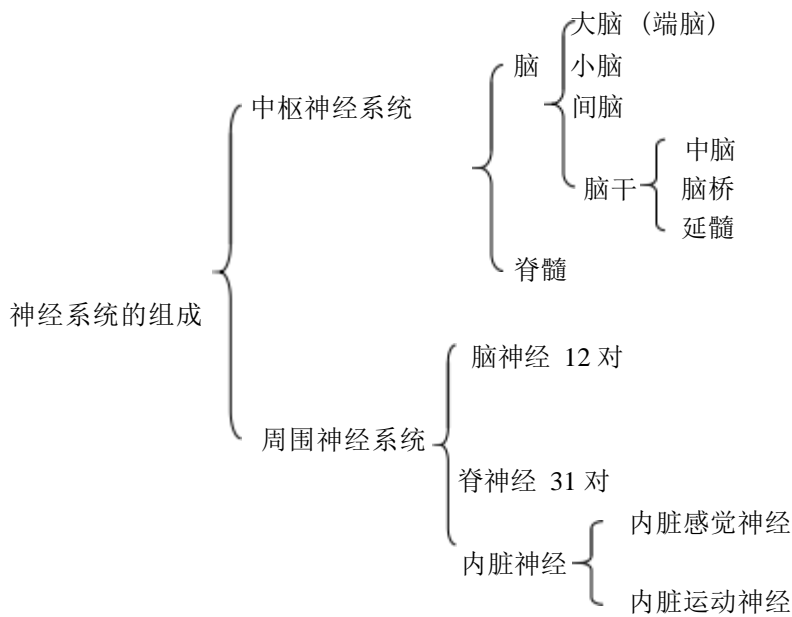 大脑（端脑）
脑 小脑
中枢神经系统 间脑
中脑
脑干 脑桥
延髓
脊髓
神经系统的组成
脑神经 12 对
周围神经系统
脊神经 31 对
内脏感觉神经
内脏神经
内脏运动神经